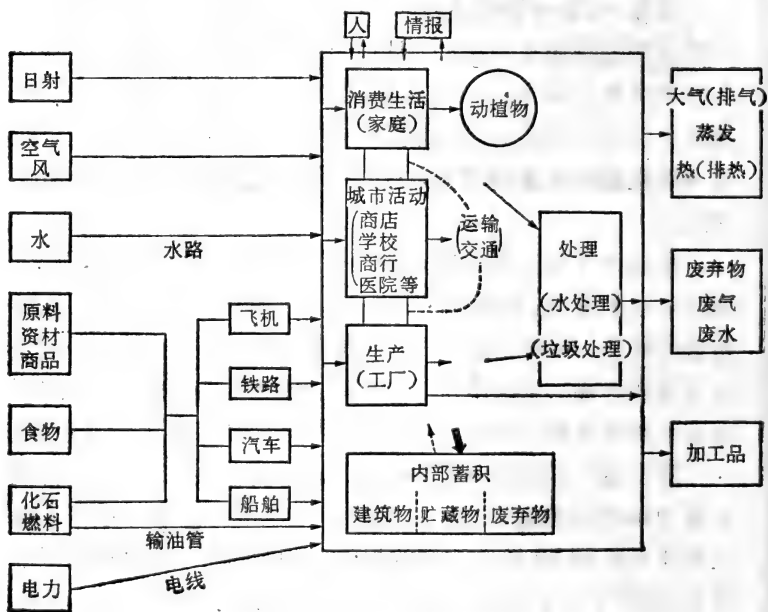 人
情报
日射
空气
风
水
水路
原料
资材
商品
食物
化石
燃料
输油管
电力
电线
飞机
铁路
汽车
船舶
消费生活
(家庭)
动植物
城市活动
(商店
学校
商行
医院等
(运输
交通)
生产
(工厂)
处理
(水处理)
(垃圾处理)
内部蓄积
建筑物
贮藏物
废弃物
大气(排气)
蒸发
热(排热)
废弃物
废气
废水
加工品